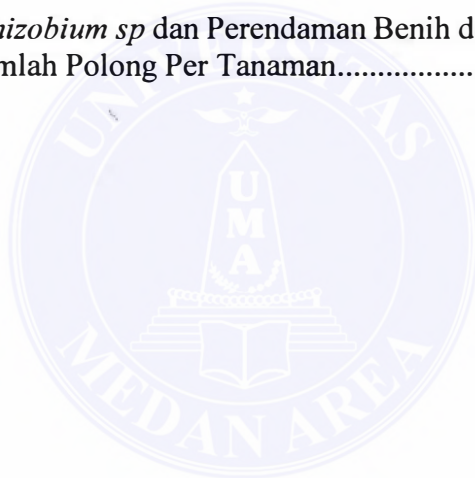 izobium sp dan Perendaman Benih d
mlah Polong Per Tanaman..................
UNIVERSITAS
UMA
MEDAN AREA